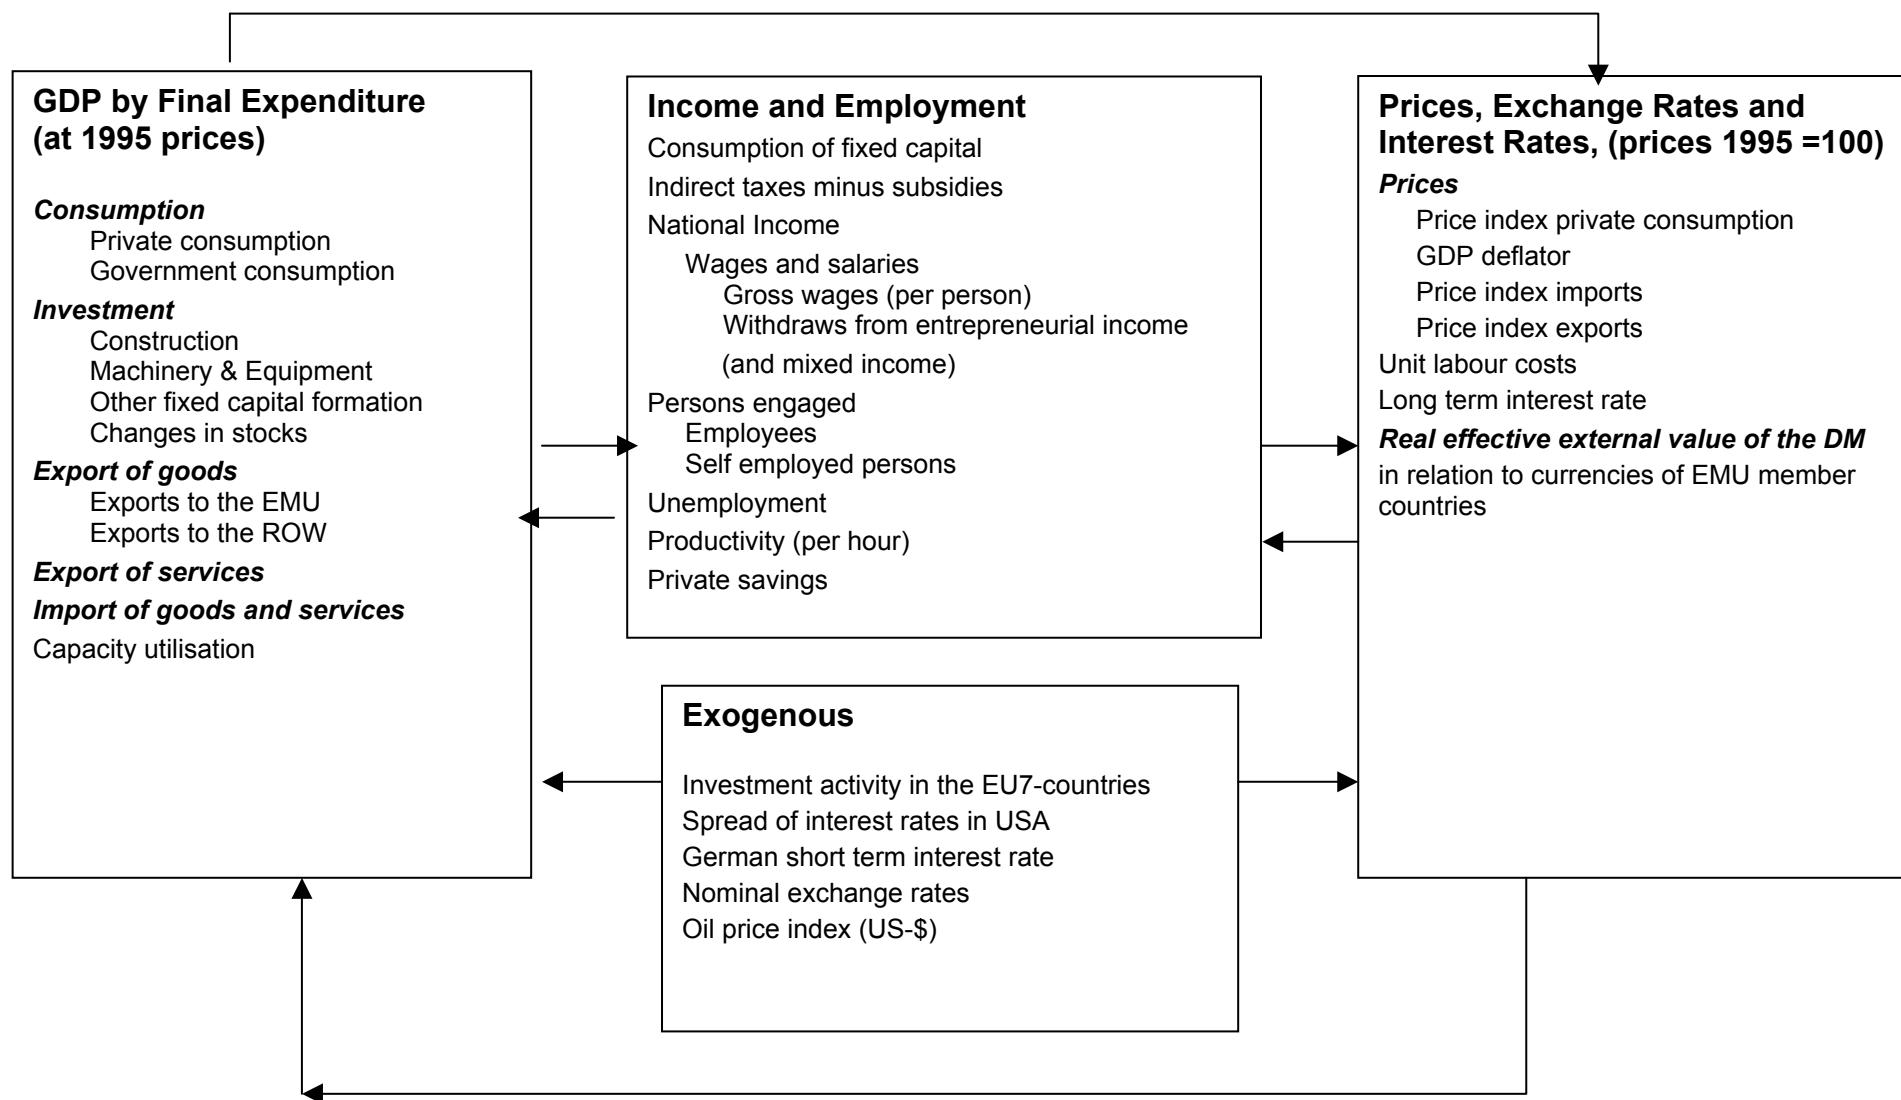 GDP by Final Expenditure
(at 1995 prices)
Consumption
Private consumption
Government consumption
Investment
Construction
Machinery & Equipment
Other fixed capital formation
Changes in stocks
Export of goods
Exports to the EMU
Exports to the ROW
Export of services
Import of goods and services
Capacity utilisation
Income and Employment
Consumption of fixed capital
Indirect taxes minus subsidies
National Income
Wages and salaries
Gross wages (per person)
Withdraws from entrepreneurial income
(and mixed income)
Persons engaged
Employees
Self employed persons
Unemployment
Productivity (per hour)
Private savings
Prices, Exchange Rates and
Interest Rates, (prices 1995 =100)
Prices
Price index private consumption
GDP deflator
Price index imports
Price index exports
Unit labour costs
Long term interest rate
Real effective external value of the DM
in relation to currencies of EMU member
countries
Exogenous
Investment activity in the EU7-countries
Spread of interest rates in USA
German short term interest rate
Nominal exchange rates
Oil price index (US-$)